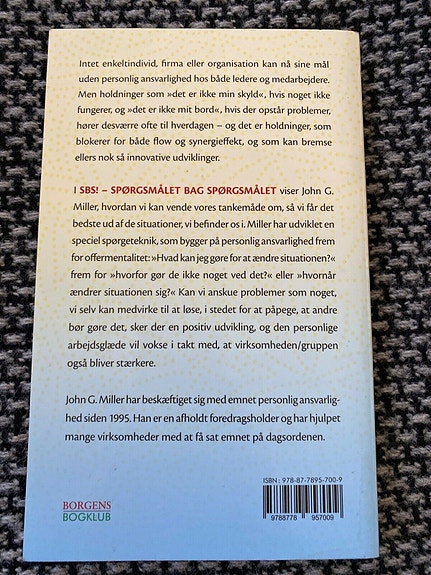 Intet enkeltindivid, firma eller organisation kan nå sine mål
uden personlig ansvarlighed hos både ledere og medarbejdere.
Men holdninger som »det er ikke min skyld«, hvis noget ikke
fungerer, og »det er ikke mit bord«, hvis der opstår problemer,
hører desværre ofte til hverdagen – og det er holdninger, som
blokerer for både flow og synergieffekt, og som kan bremse
ellers nok så innovative udviklinger.
I SBS! – SPØRGSMÅLET BAG SPØRGSMÅLET viser John G.
Miller, hvordan vi kan vende vores tankemåde om, så vi får det
bedste ud af de situationer, vi befinder os i. Miller har udviklet en
speciel spørgeteknik, som bygger på personlig ansvarlighed frem
for offermentalitet: »Hvad kan jeg gøre for at ændre situationen?«
frem for »hvorfor gør de ikke noget ved det?« eller »hvornår
ændrer situationen sig?« Kan vi anskue problemer som noget,
vi selv kan medvirke til at løse, i stedet for at påpege, at andre
bør gøre det, sker der en positiv udvikling, og den personlige
arbejdsglæde vil vokse i takt med, at virksomheden/gruppen
også bliver stærkere.
John G. Miller har beskæftiget sig med emnet personlig ansvarlig-
hed siden 1995. Han er en afholdt foredragsholder og har hjulpet
mange virksomheder med at få sat emnet på dagsordenen.
ISBN: 978-87-7895-700-9
BORGENS
BOGKLUB
9788778 957009